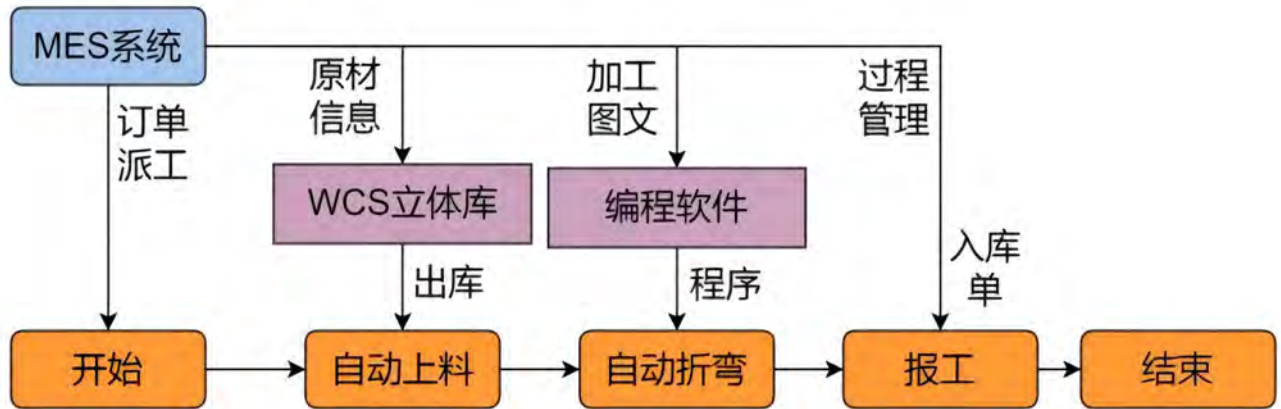 MES系统
订单
派工
原材
信息
加工
图文
过程
管理
WCS立体库
编程软件
出库
程序
入库
单
开始
自动上料
自动折弯
报工
结束